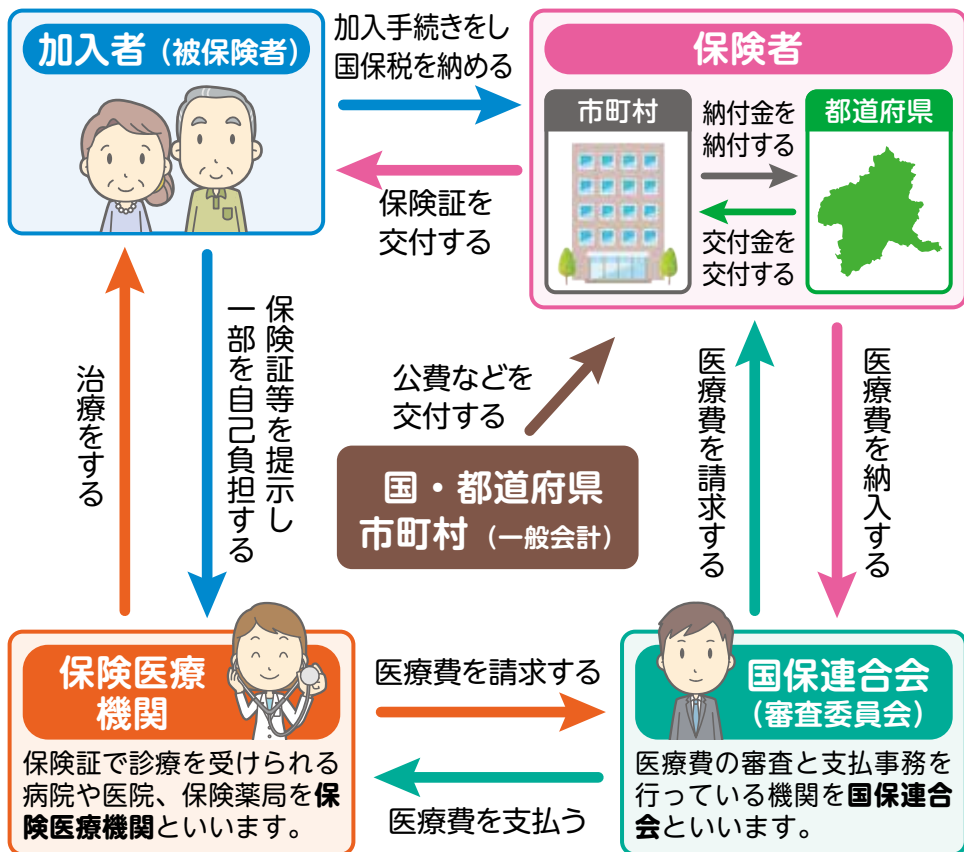 加入者（被保険者）
加入手続きをし
国保税を納める
保険証を
交付する
保険者
市町村
納付金を
納付する
交付金を
交付する
都道府県
治療をする
保険証等を提示し
一部を自己負担する
公費などを
交付する
国・都道府県
市町村（一般会計）
医療費を請求する
医療費を納入する
保険医療
機関
保険証で診療を受けられる
病院や医院、保険薬局を保
険医療機関といいます。
医療費を請求する
医療費を支払う
国保連合会
（審査委員会）
医療費の審査と支払事務を
行っている機関を国保連合
会といいます。